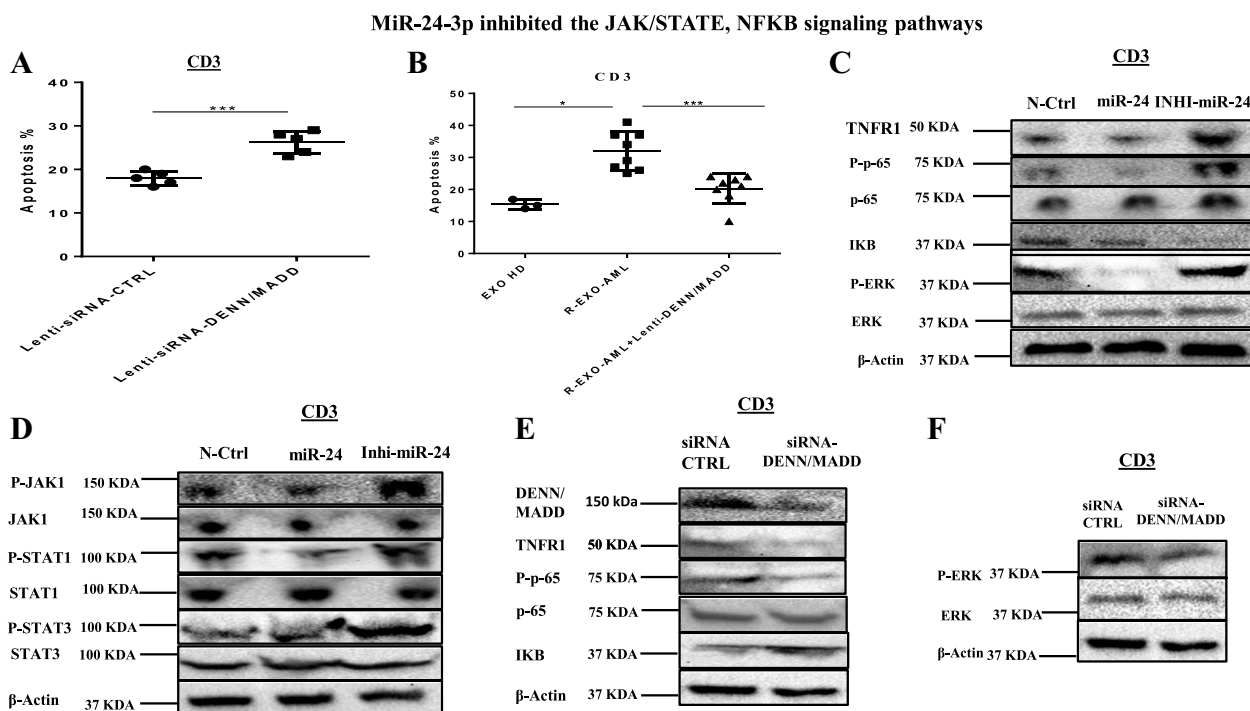 MiR-24-3p inhibited the JAK/STATE, NFKB signaling pathways
A
CD3
***
Apoptosis %
40
30
20
10
0
Lenti-siRNA-CTRL
Lenti-siRNA-DENN/MADD
B
CD3
*
***
Apoptosis %
50
40
30
20
10
0
EXO HD
R-EXO-AML
R-EXO-AML+Lenti-DENN/MADD
C
CD3
N-Ctrl miR-24 INHI-miR-24
TNFR1 50 KDA
P-p-65 75 KDA
p-65 75 KDA
IKB 37 KDA
P-ERK 37 KDA
ERK 37 KDA
β-Actin 37 KDA
D
CD3
N-Ctrl miR-24 Inhi-miR-24
P-JAK1 150 KDA
JAK1 150 KDA
P-STAT1 100 KDA
STAT1 100 KDA
P-STAT3 100 KDA
STAT3 100 KDA
β-Actin 37 KDA
E
CD3
siRNA CTRL
siRNA-DENN/MADD
DENN/MADD 150 kDa
TNFR1 50 KDA
P-p-65 75 KDA
p-65 75 KDA
IKB 37 KDA
β-Actin 37 KDA
F
CD3
siRNA CTRL
siRNA-DENN/MADD
P-ERK 37 KDA
ERK 37 KDA
β-Actin 37 KDA